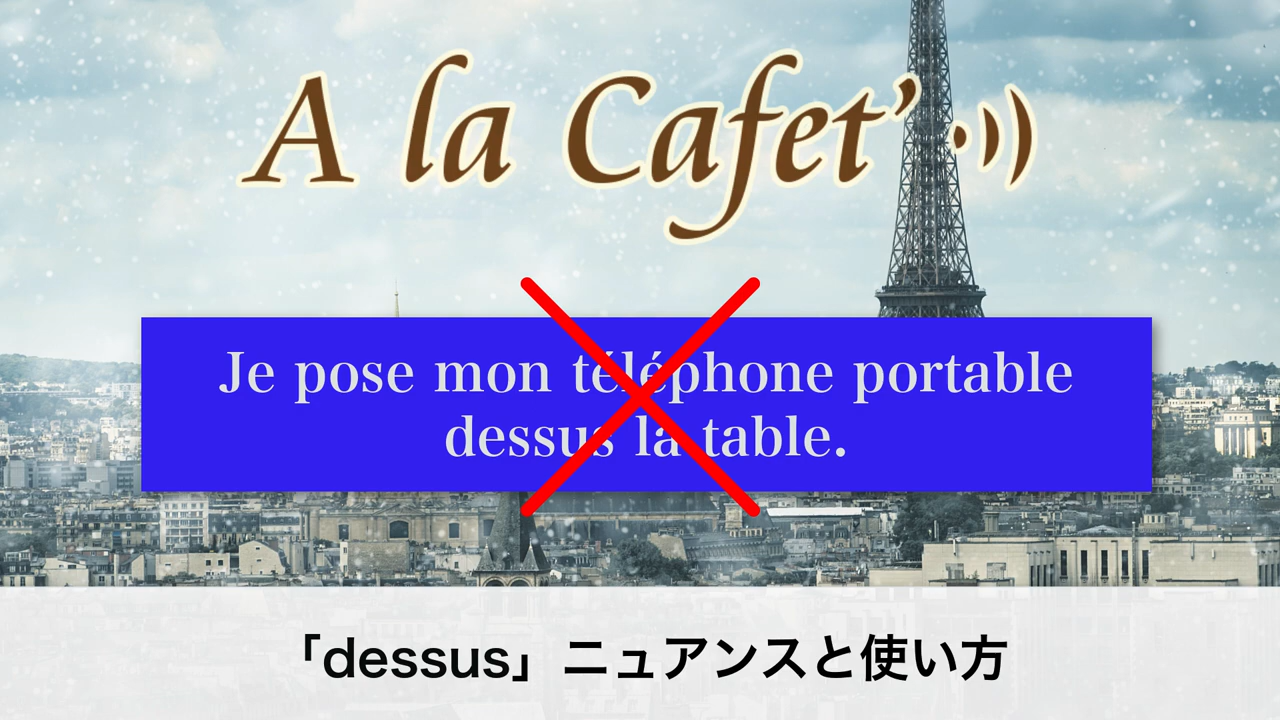 A la Cafet'
Je pose mon téléphone portable
dessus la table.
「dessus」ニュアンスと使い方